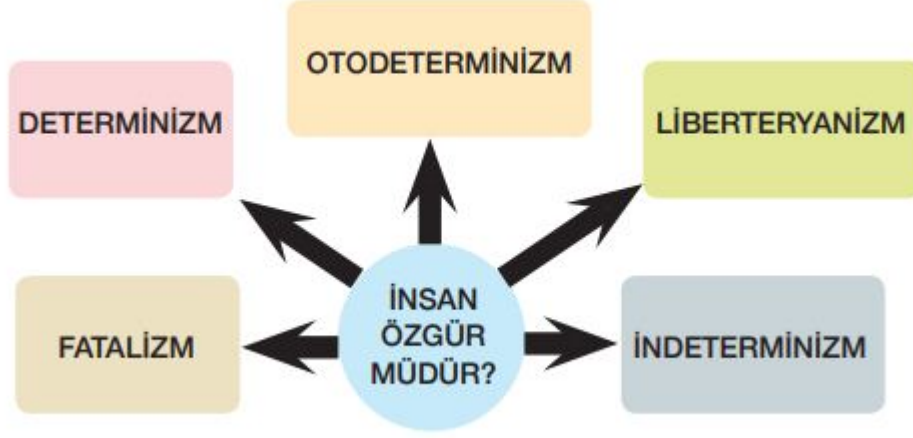 OTODETERMİNİZM
DETERMİNİZM
LİBERTERYANİZM
İNSAN
ÖZGÜR
MÜDÜR?
FATALİZM
İNDETERMİNİZM